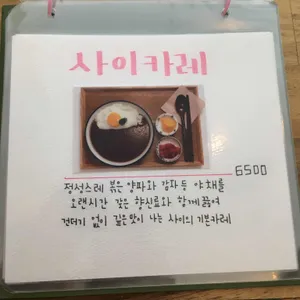 사이카레
6500
정성스레 볶은 양파와 감자 등 야채를
오랜시간 갖은 향신료와 함께 끓여
건더기 없이 깊은 맛이 나는 사이의 기본카레